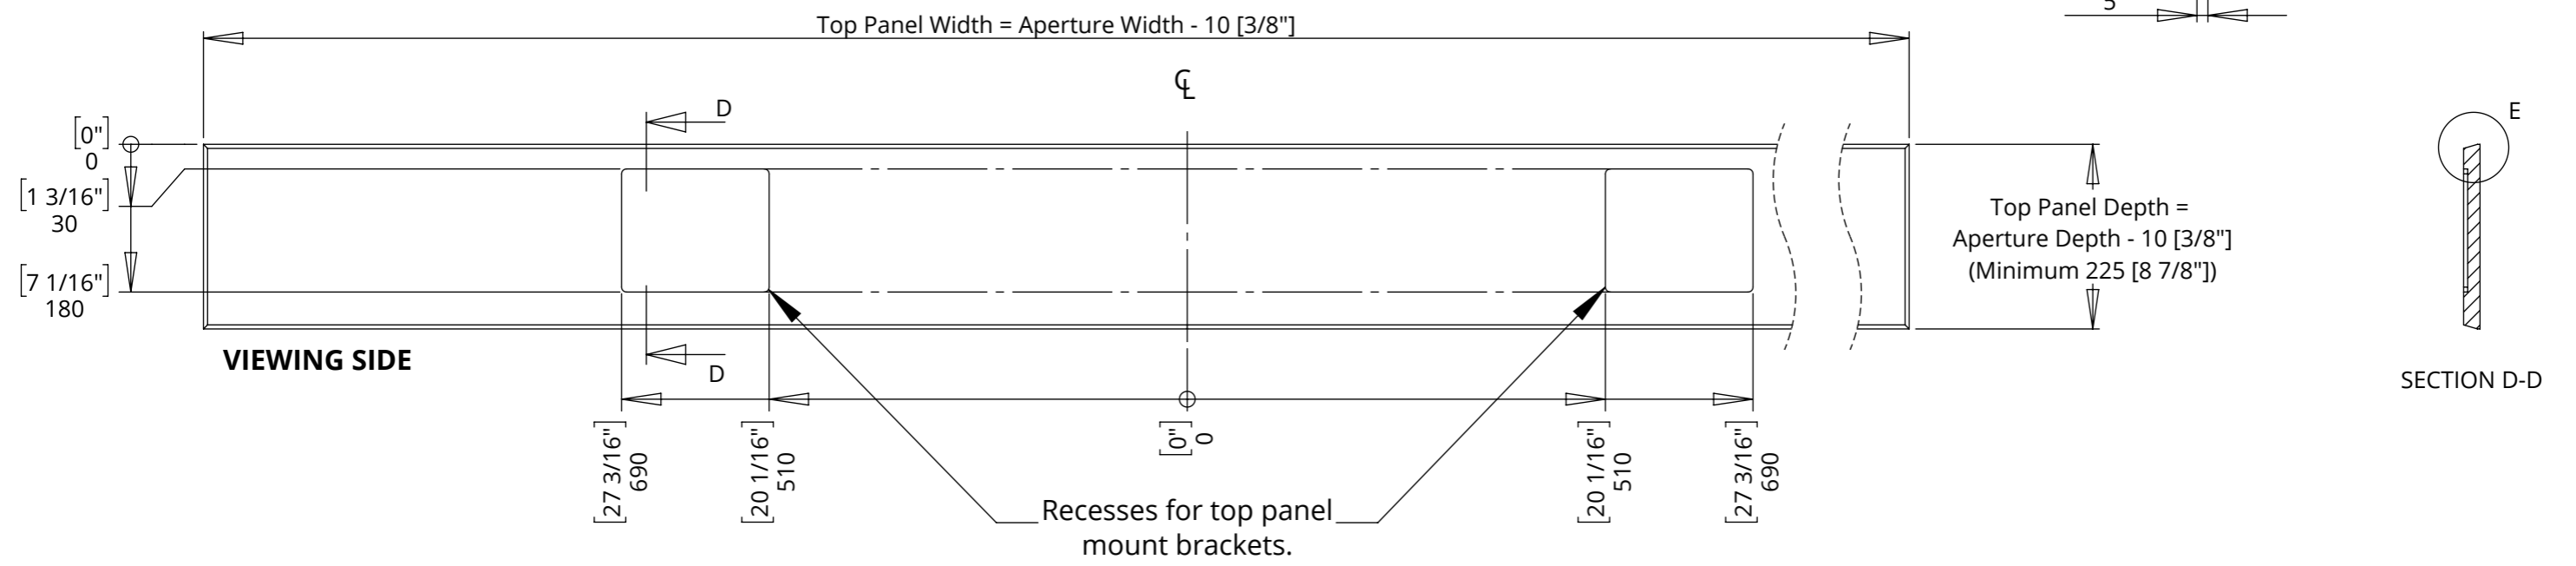 5
Top Panel Width = Aperture Width - 10 [3/8"]
℄
D
E
[0"]
0
[1 3/16"]
30
[7 1/16"]
180
Top Panel Depth =
Aperture Depth - 10 [3/8"]
(Minimum 225 [8 7/8"])
VIEWING SIDE
D
SECTION D-D
[27 3/16"]
690
[20 1/16"]
510
[0"]
0
[20 1/16"]
510
[27 3/16"]
690
Recesses for top panel
mount brackets.